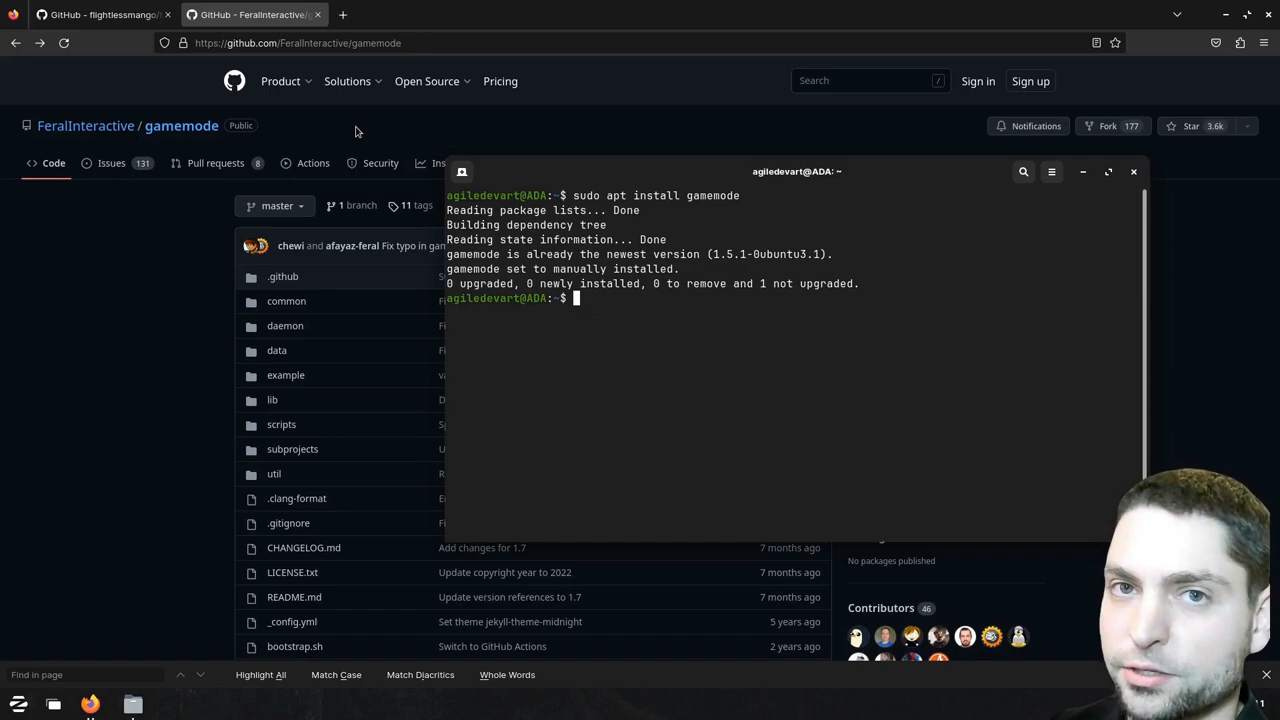 GitHub - flightlessmango/
GitHub - FeralInteractive/g
https://github.com/FeralInteractive/gamemode
Product
Solutions
Open Source
Pricing
Search
/
Sign in
Sign up
FeralInteractive / gamemode
Public
Notifications
Fork 177
Star 3.6k
Code
Issues 131
Pull requests 8
Actions
Security
Ins
agiledevart@ADA: ~
agiledevart@ADA:~$ sudo apt install gamemode
Reading package lists... Done
Building dependency tree
Reading state information... Done
gamemode is already the newest version (1.5.1-0ubuntu3.1).
gamemode set to manually installed.
0 upgraded, 0 newly installed, 0 to remove and 1 not upgraded.
agiledevart@ADA:~$
master
1 branch
11 tags
chewi and afayaz-feral Fix typo in gam
.github
common
daemon
data
example
lib
scripts
subprojects
util
.clang-format
.gitignore
CHANGELOG.md Add changes for 1.7 7 months ago
LICENSE.txt Update copyright year to 2022 7 months ago
README.md Update version references to 1.7 7 months ago
_config.yml Set theme jekyll-theme-midnight 5 years ago
bootstrap.sh Switch to GitHub Actions 2 years ago
No packages published
Contributors 46
Find in page
Highlight All
Match Case
Match Diacritics
Whole Words